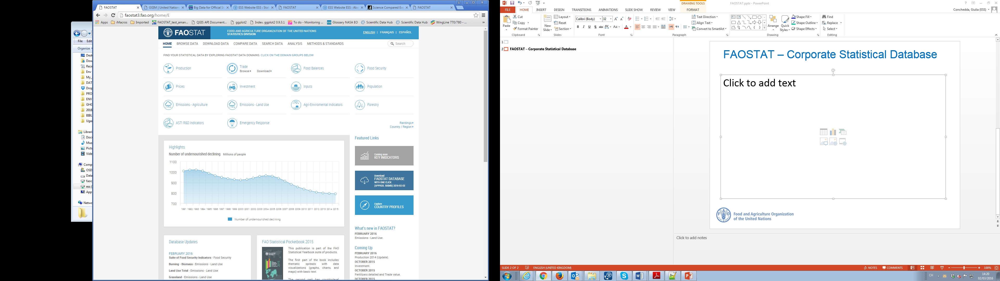 File Edit
Organize
Desk
Dow
Rece
Env
My_
DAT
Drop
PRO
ENV
GHG
2016
BIBL
Ugan
Librari
Docu
Mus
Pictu
Vide
Comp
OSD
Data
faoc
ess (
App
Netwo
FAOSTAT
GGIM | United Nation
Big Data for Official St
ESS Website ESS : Stat
FAOSTAT
ESS Website ESS : Abo
Science Compared Eve
FAOSTAT
faostat3.fao.org/home/E
Apps
iMacros
Imported
FAOSTAT_test_aman...
QGIS API Document...
ggplot2
Index. ggplot2 0.9.3.1
To do - Monitoring ...
Glossary NASA EO
Scientific Data Hub
Scientific Data Hub
WingLine 770/780 - ...
FAOSTAT
FOOD AND AGRICULTURE ORGANIZATION OF THE UNITED NATIONS
STATISTICS DIVISION
ENGLISH | FRANÇAIS | ESPAÑOL
HOME BROWSE DATA DOWNLOAD DATA COMPARE DATA SEARCH DATA ANALYSIS METHODS & STANDARDS
Search
FIND YOUR STATISTICAL DATA BY EXPLORING FAOSTAT DATA DOMAINS. CLICK ON THE DOMAIN GROUPS BELOW
Production
Trade
Browse Download
Food Balances
Food Security
Prices
Investment
Inputs
Population
Emissions - Agriculture
Emissions - Land Use
Agri-Enviromental Indicators
Forestry
ASTI R&D Indicators
Emergency Response
Rankings
Country / Region
Highlights
Number of undernourished declining Millions of people
1100
1000
900
800
700
1991 1992 1993 1994 1995 1996 1997 1998 1999 2000 2001 2002 2003 2004 2005 2006 2007 2008 2009 2010 2011 2012 2013 2014 2015
Number of undernourished declining
Featured Links
Coming soon
KEY INIDCATORS
Download
FAOSTAT DATABASE
WITH ONE CLICK
(APPROX. 500Mb) 2016-02-03
Explore
COUNTRY PROFILES
What's new in FAOSTAT?
FEBRUARY 2016
Emissions - Land Use.
Coming Up
FEBRUARY 2016
Production 2014 (Update).
OCTOBER 2015
Investment.
OCTOBER 2015
Fertilizers detailed and Trade value.
OCTOBER 2015
Database Updates
FEBRUARY 2016
Suite of Food Security Indicators - Food Security
Burning - Biomass - Emissions - Land Use
Land Use Total - Emissions - Land Use
Grassland - Emissions - Land Use
FAO Statistical Pocketbook 2015
This publication is part of the FAO
Statistical Yearbook suite of products.
The first part of the book includes
thematic spreads with data
visualizations (graphs, charts, and
maps) with basic text.
The second part has country-level
FAOSTAT.pptx - PowerPoint
DRAWING TOOLS
FILE HOME INSERT DESIGN TRANSITIONS ANIMATIONS SLIDE SHOW REVIEW VIEW FORMAT
Conchedda, Giulia (ESS)
Paste
Cut
Copy
Format Painter
Clipboard
New
Slide
Layout
Reset
Section
Slides
Calibri (Body) 32
B I U S abc AV Aa A
Font
Text Direction
Align Text
Convert to SmartArt
Paragraph
Arrange
Quick
Styles
Shape Fill
Shape Outline
Shape Effects
Drawing
Find
Replace
Select
Editing
1
2 FAOSTAT – Corporate Statistical Database
FAOSTAT – Corporate Statistical Database
Click to add text
Food and Agriculture Organization
of the United Nations
Click to add notes
SLIDE 2 OF 2
ENGLISH (UNITED KINGDOM)
NOTES
COMMENTS
100%
CH
14:20
02/03/2016